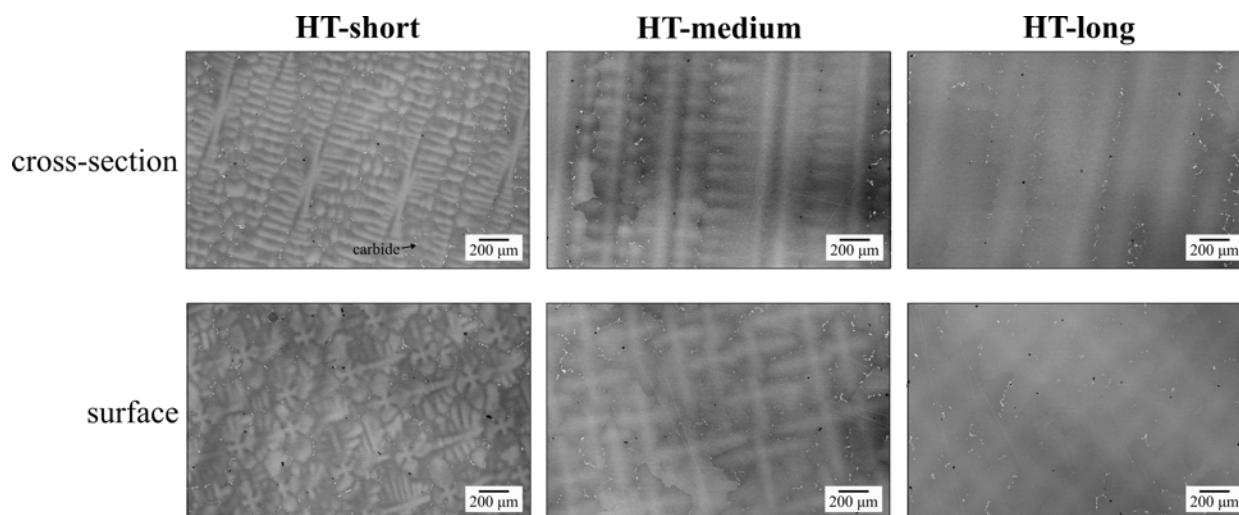 HT-short
HT-medium
HT-long
cross-section
carbide
200 μm
200 μm
200 μm
surface
200 μm
200 μm
200 μm